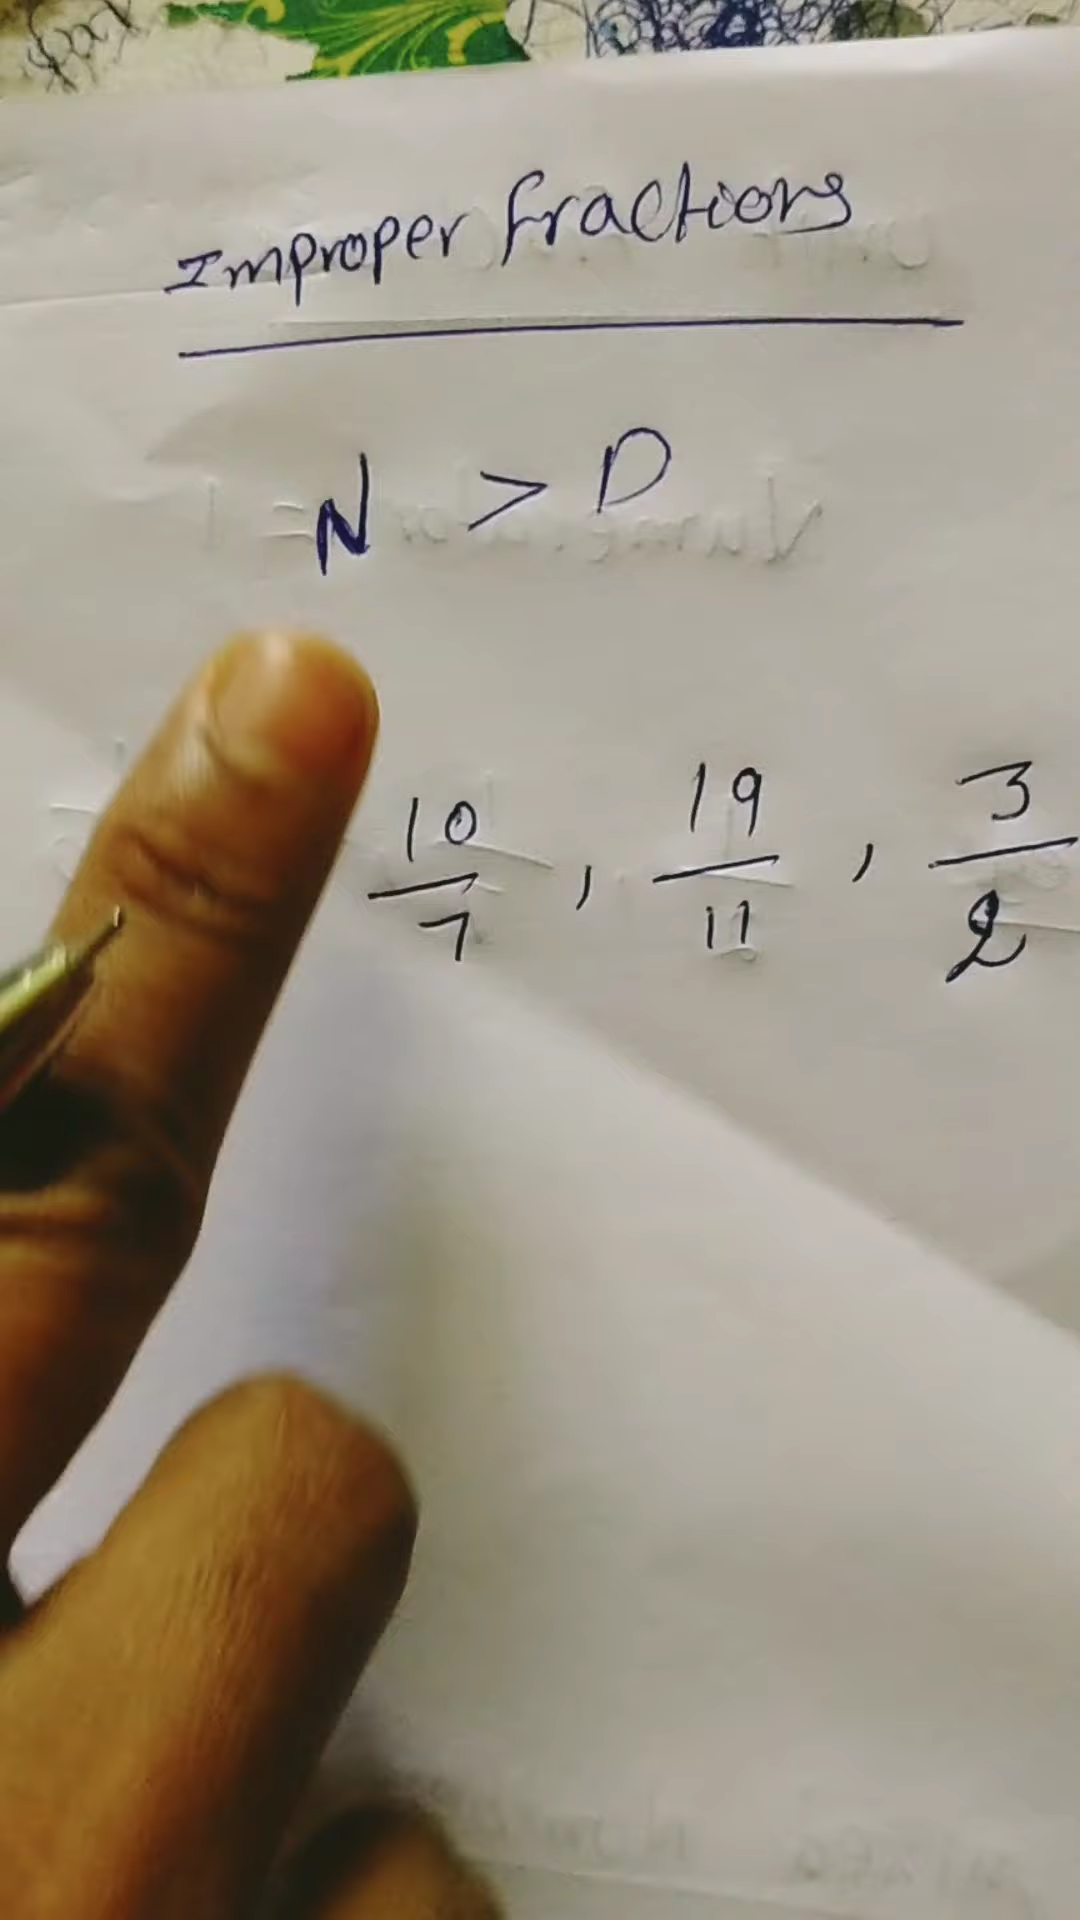 Improper fractions
N > D
10/7 , 19/11 , 3/2